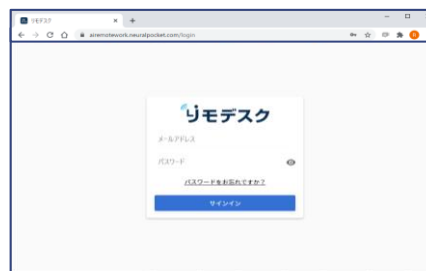 リモデスク
airemotework.neuralpocket.com/login
リモデスク
メールアドレス
パスワード
パスワードをお忘れですか?
サインイン